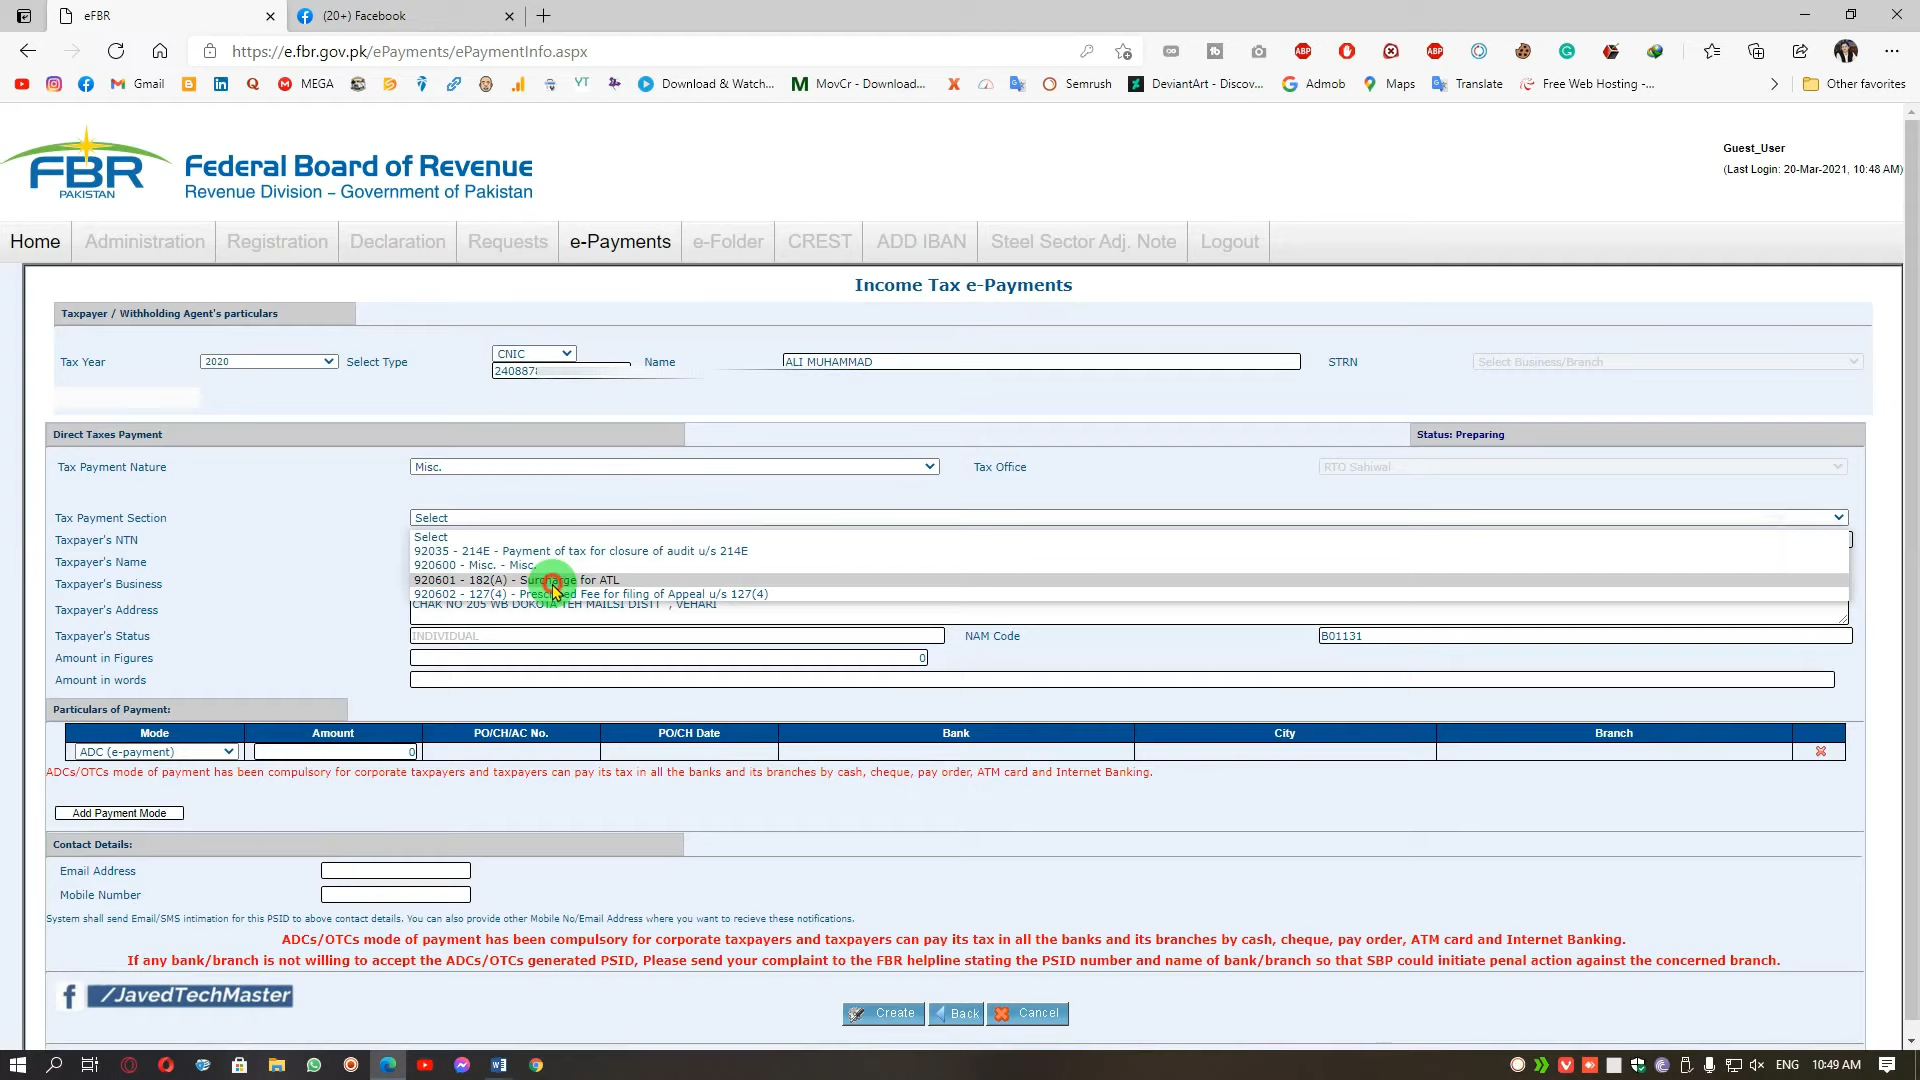 eFBR
(20+) Facebook
https://e.fbr.gov.pk/ePayments/ePaymentInfo.aspx
Gmail
MEGA
YT
Download & Watch...
MovCr - Download...
Semrush
DeviantArt - Discov...
Admob
Maps
Translate
Free Web Hosting -...
Other favorites
FBR
PAKISTAN
Federal Board of Revenue
Revenue Division – Government of Pakistan
Guest_User
(Last Login: 20-Mar-2021, 10:48 AM)
Home Administration Registration Declaration Requests e-Payments e-Folder CREST ADD IBAN Steel Sector Adj. Note Logout
Income Tax e-Payments
Taxpayer / Withholding Agent's particulars
Tax Year 2020 Select Type CNIC Name ALI MUHAMMAD STRN Select Business/Branch
Direct Taxes Payment Status: Preparing
Tax Payment Nature Misc. Tax Office RTO Sahiwal
Tax Payment Section Select
Select
Taxpayer's NTN
92035 - 214E - Payment of tax for closure of audit u/s 214E
Taxpayer's Name 920600 - Misc. - Misc.
Taxpayer's Business 920601 - 182(A) - Surcharge for ATL
920602 - 127(4) - Prescribed Fee for filing of Appeal u/s 127(4)
Taxpayer's Address CHAK NO 205 WB DOKOTA TEH MAILSI DISTT , VEHARI
Taxpayer's Status INDIVIDUAL NAM Code B01131
Amount in Figures 0
Amount in words
Particulars of Payment:
Mode Amount PO/CH/AC No. PO/CH Date Bank City Branch
ADC (e-payment) 0
ADCs/OTCs mode of payment has been compulsory for corporate taxpayers and taxpayers can pay its tax in all the banks and its branches by cash, cheque, pay order, ATM card and Internet Banking.
Add Payment Mode
Contact Details:
Email Address
Mobile Number
System shall send Email/SMS intimation for this PSID to above contact details. You can also provide other Mobile No/Email Address where you want to recieve these notifications.
ADCs/OTCs mode of payment has been compulsory for corporate taxpayers and taxpayers can pay its tax in all the banks and its branches by cash, cheque, pay order, ATM card and Internet Banking.
If any bank/branch is not willing to accept the ADCs/OTCs generated PSID, Please send your complaint to the FBR helpline stating the PSID number and name of bank/branch so that SBP could initiate penal action against the concerned branch.
/JavedTechMaster
Create Back Cancel
ENG 10:49 AM